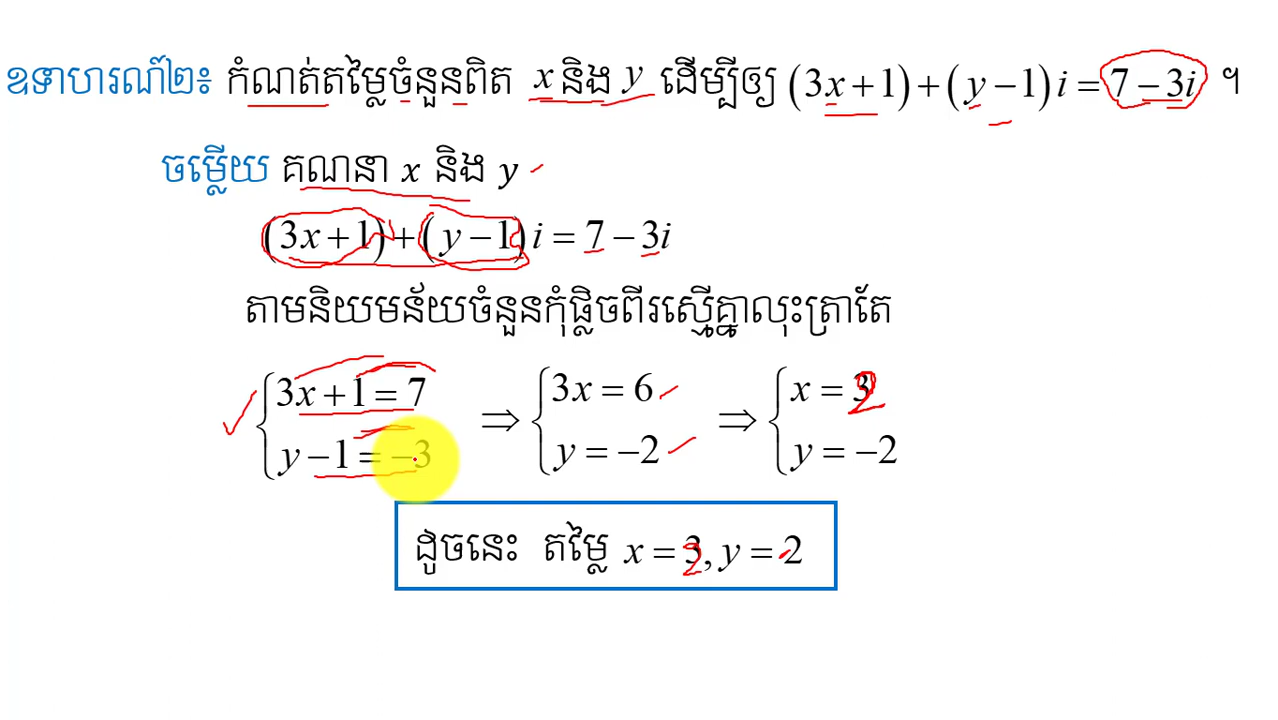 ឧទាហរណ៍២៖ កំណត់តម្លៃចំនួនពិត x និង y ដើម្បីឲ្យ (3x+1)+(y−1)i=7−3i ។
ចម្លើយ គណនា x និង y
(3x+1)+(y−1)i=7−3i
តាមនិយមន័យចំនួនកុំផ្លិចពីរស្មើគ្នាលុះត្រាតែ
{3x+1=7 ⇒ {3x=6 ⇒ {x=2
{y−1=−3 {y=−2 {y=−2
ដូចនេះ តម្លៃ x=2, y=-2